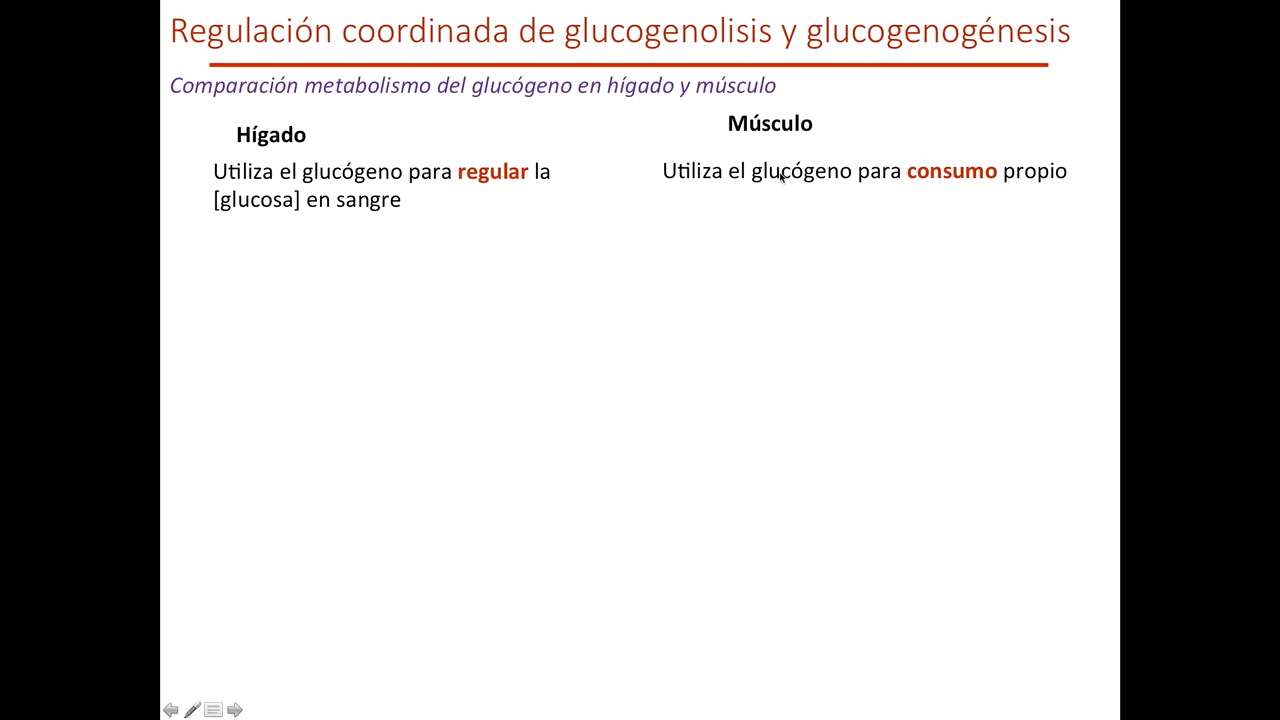 Regulación coordinada de glucogenolisis y glucogenogénesis
Comparación metabolismo del glucógeno en hígado y músculo
Hígado
Utiliza el glucógeno para regular la
[glucosa] en sangre
Músculo
Utiliza el glucógeno para consumo propio